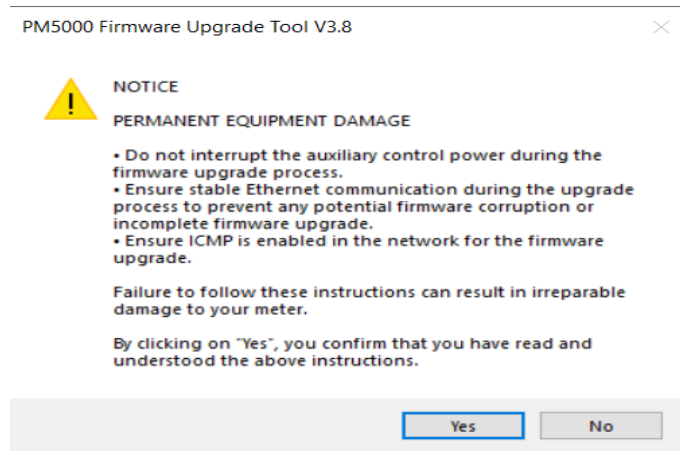 PM5000 Firmware Upgrade Tool V3.8
NOTICE
PERMANENT EQUIPMENT DAMAGE
• Do not interrupt the auxiliary control power during the
firmware upgrade process.
• Ensure stable Ethernet communication during the upgrade
process to prevent any potential firmware corruption or
incomplete firmware upgrade.
• Ensure ICMP is enabled in the network for the firmware
upgrade.
Failure to follow these instructions can result in irreparable
damage to your meter.
By clicking on "Yes", you confirm that you have read and
understood the above instructions.
Yes
No